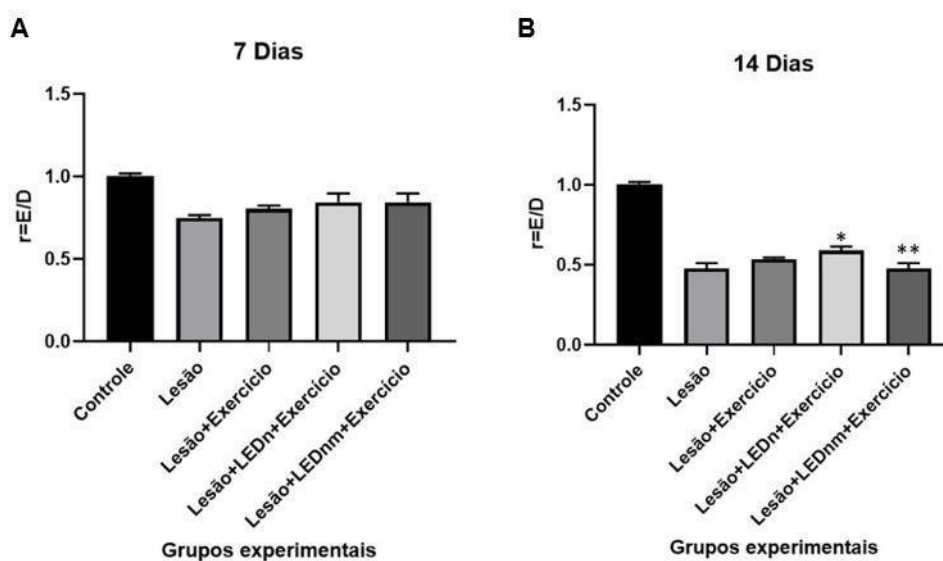 A
7 Dias
r=E/D
1.5
1.0
0.5
0.0
Controle
Lesão
Lesão+Exercício
Lesão+LEDn+Exercício
Lesão+LEDnm+Exercício
Grupos experimentais
B
14 Dias
r=E/D
1.5
1.0
0.5
0.0
*
**
Controle
Lesão
Lesão+Exercício
Lesão+LEDn+Exercício
Lesão+LEDnm+Exercício
Grupos experimentais